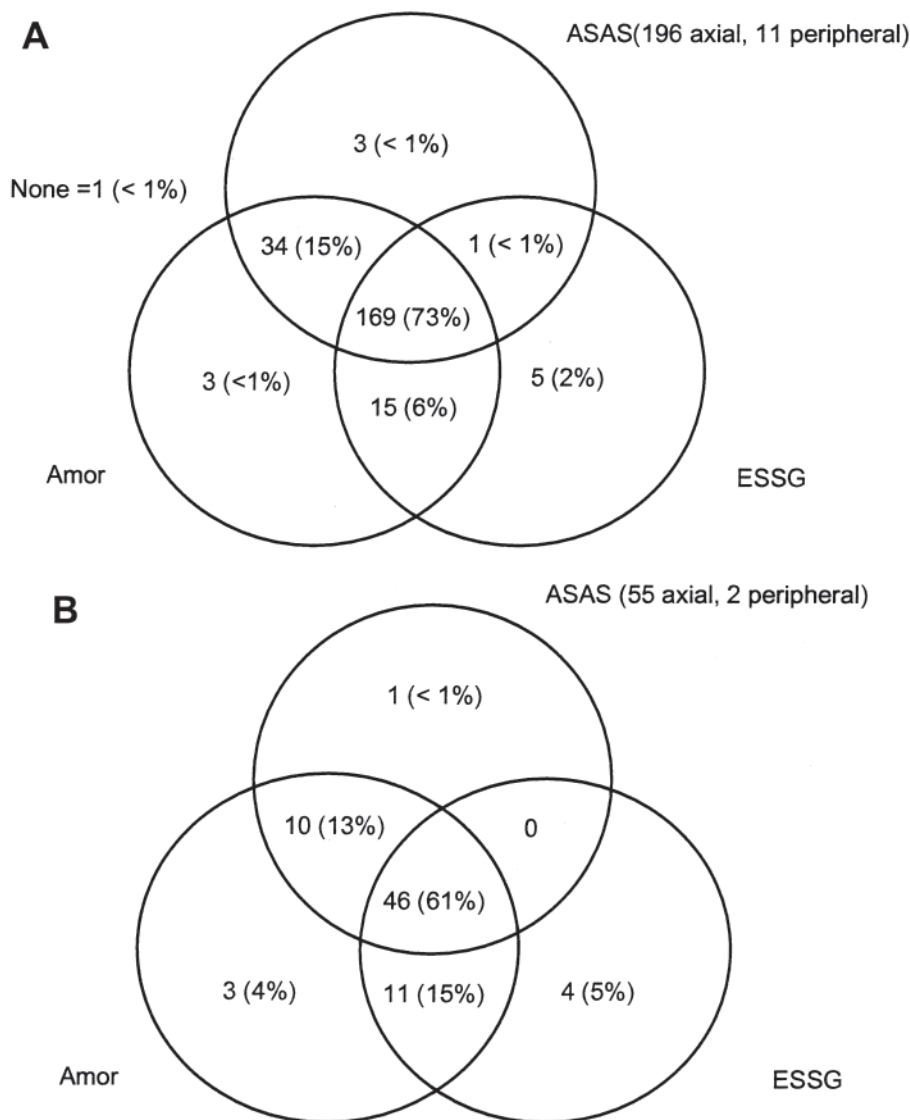 A
ASAS(196 axial, 11 peripheral)
3 (< 1%)
None =1 (< 1%)
34 (15%)
1 (< 1%)
169 (73%)
3 (<1%)
5 (2%)
15 (6%)
Amor
ESSG
B
ASAS (55 axial, 2 peripheral)
1 (< 1%)
10 (13%)
0
46 (61%)
3 (4%)
11 (15%)
4 (5%)
Amor
ESSG